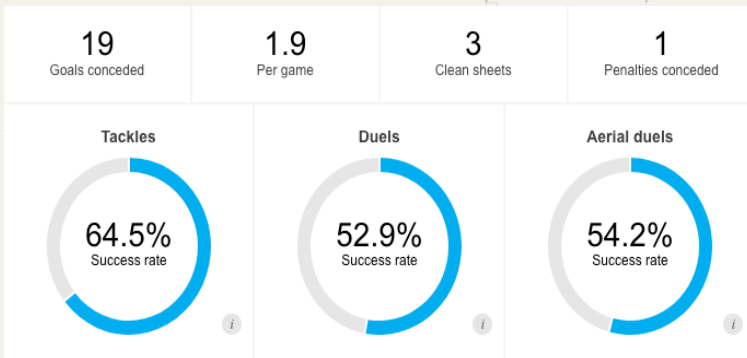 19
Goals conceded
1.9
Per game
3
Clean sheets
1
Penalties conceded
Tackles
64.5%
Success rate
i
Duels
52.9%
Success rate
i
Aerial duels
54.2%
Success rate
i